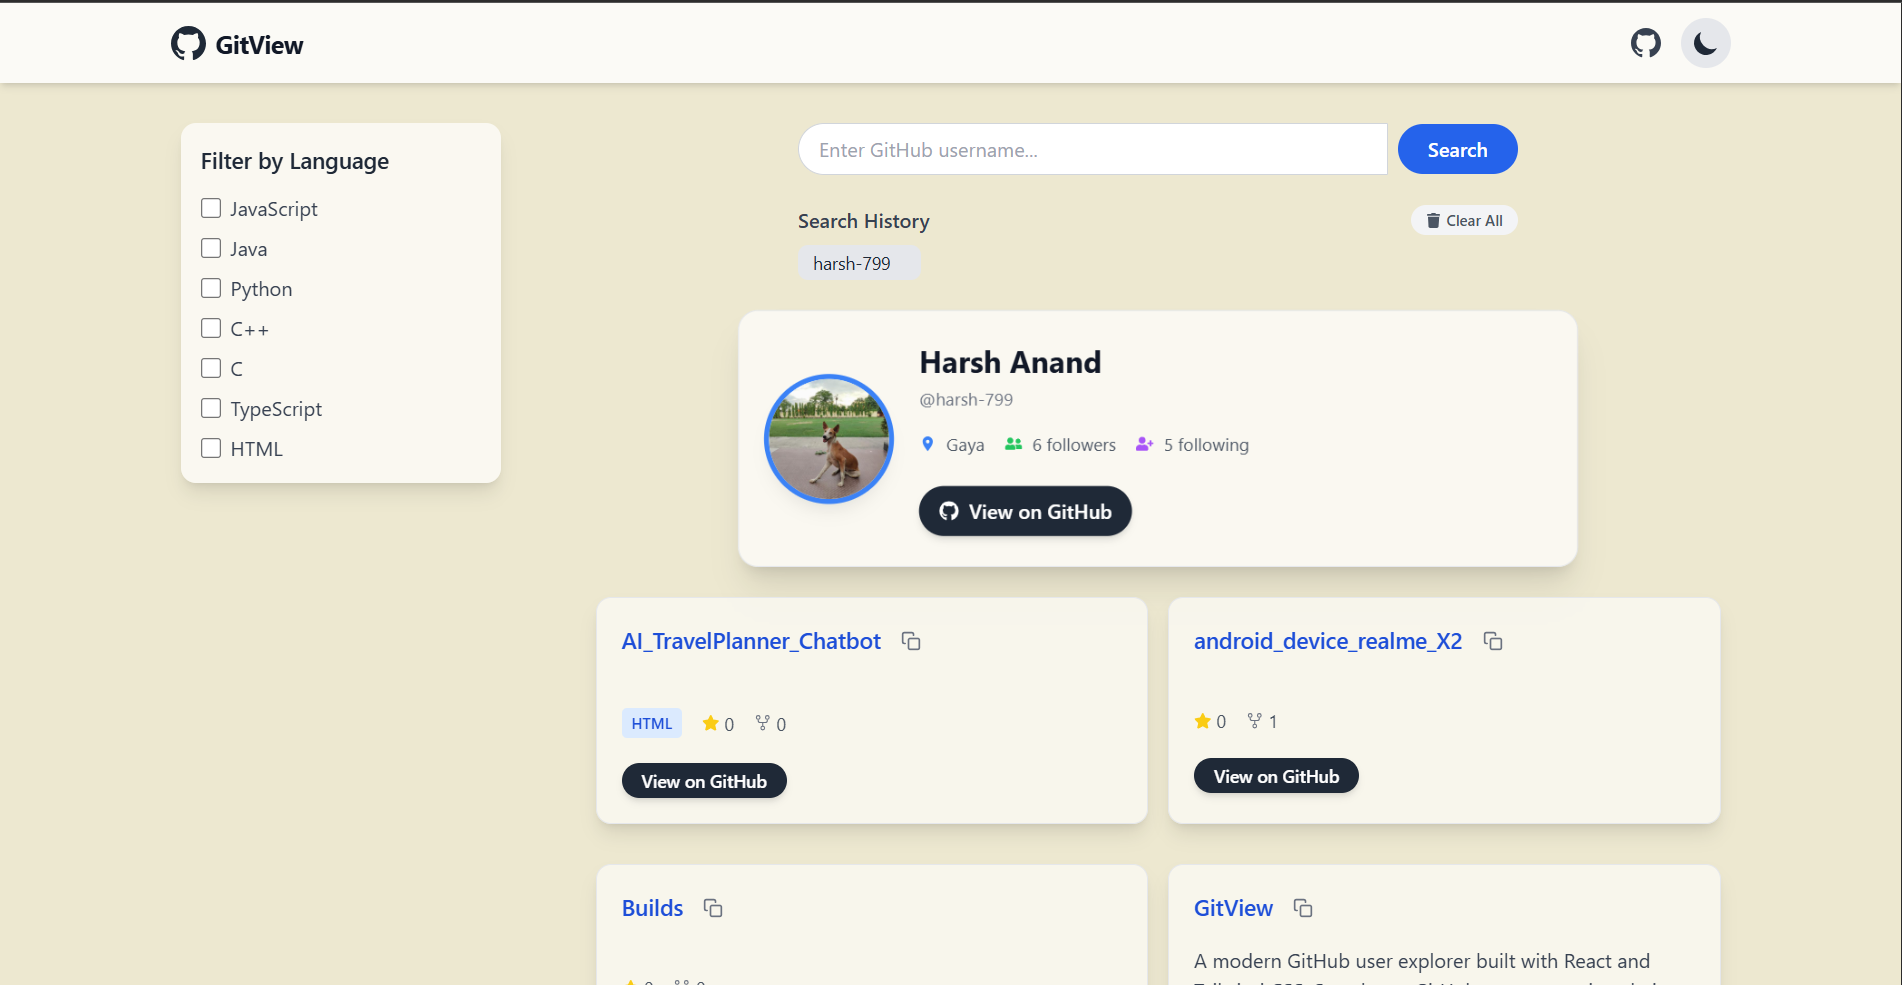 GitView
Filter by Language
JavaScript
Java
Python
C++
C
TypeScript
HTML
Enter GitHub username...
Search
Search History
Clear All
harsh-799
Harsh Anand
@harsh-799
Gaya 6 followers 5 following
View on GitHub
AI_TravelPlanner_Chatbot
HTML 0 0
View on GitHub
android_device_realme_X2
0 1
View on GitHub
Builds
GitView
A modern GitHub user explorer built with React and